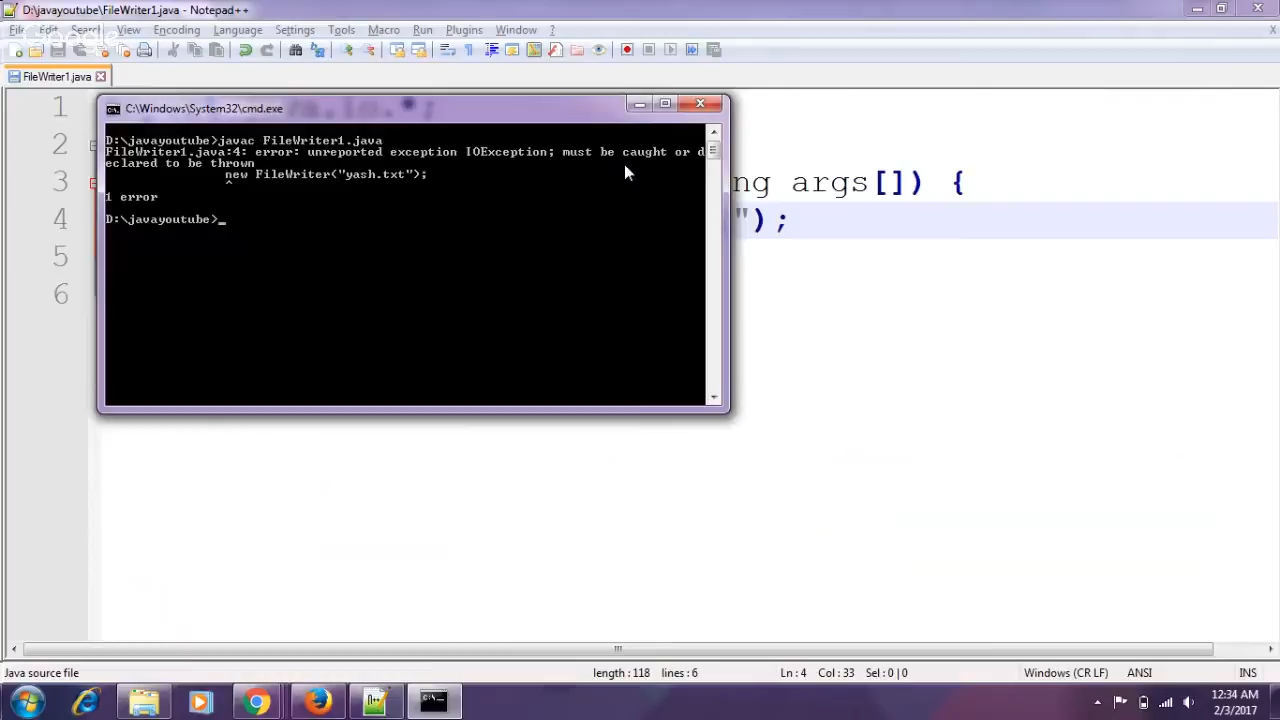 D:\javayoutube\FileWriter1.java - Notepad++
File Edit Search View Encoding Language Settings Tools Macro Run Plugins Window ? X
Google
FileWriter1.java
1 java.io.*;
C:\Windows\System32\cmd.exe
D:\javayoutube>javac FileWriter1.java
FileWriter1.java:4: error: unreported exception IOException; must be caught or d
eclared to be thrown
new FileWriter("yash.txt");
^
1 error
D:\javayoutube>_
2
3 ng args[]) {
4 ");
5
6
Java source file length : 118 lines : 6 Ln : 4 Col : 33 Sel : 0 | 0 Windows (CR LF) ANSI INS
12:34 AM
2/3/2017